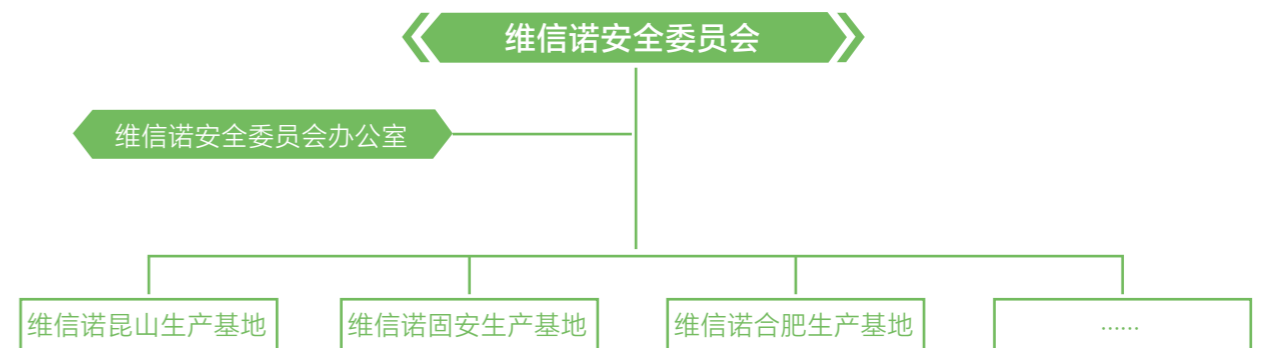 维信诺安全委员会
维信诺安全委员会办公室
维信诺昆山生产基地
维信诺固安生产基地
维信诺合肥生产基地
······